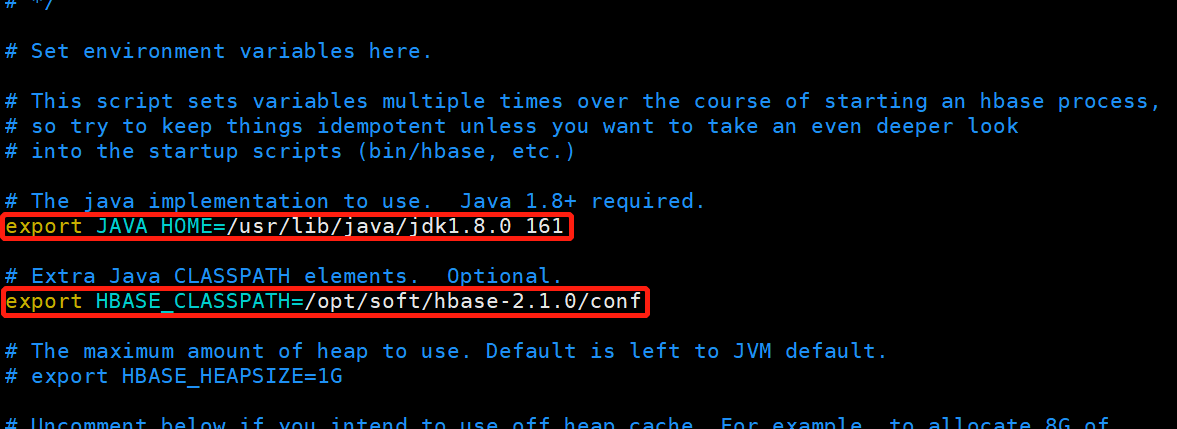 # */
# Set environment variables here.
# This script sets variables multiple times over the course of starting an hbase process,
# so try to keep things idempotent unless you want to take an even deeper look
# into the startup scripts (bin/hbase, etc.)
# The java implementation to use.  Java 1.8+ required.
export JAVA_HOME=/usr/lib/java/jdk1.8.0_161
# Extra Java CLASSPATH elements.  Optional.
export HBASE_CLASSPATH=/opt/soft/hbase-2.1.0/conf
# The maximum amount of heap to use. Default is left to JVM default.
# export HBASE_HEAPSIZE=1G
# Uncomment below if you intend to use off heap cache. For example, to allocate 8G of